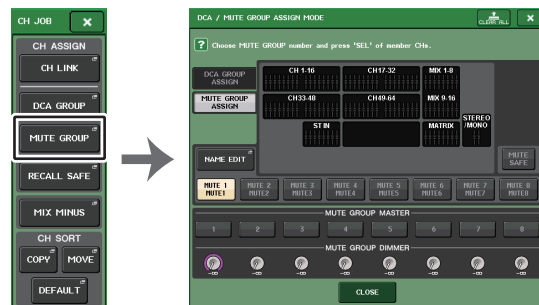 CH JOB
×
CH ASSIGN
CH LINK
DCA GROUP
MUTE GROUP
RECALL SAFE
MIX MINUS
CH SORT
COPY
MOVE
DEFAULT
DCA / MUTE GROUP ASSIGN MODE
CLEAR ALL
×
? Choose MUTE GROUP number and press 'SEL' of member CHs.
DCA GROUP ASSIGN
MUTE GROUP ASSIGN
CH 1-16
CH17-32
MIX 1-8
CH33-48
CH49-64
MIX 9-16
STEREO /MONO
ST IN
MATRIX
NAME EDIT
MUTE SAFE
MUTE 1 MUTE1
MUTE 2 MUTE2
MUTE 3 MUTE3
MUTE 4 MUTE4
MUTE 5 MUTE5
MUTE 6 MUTE6
MUTE 7 MUTE7
MUTE 8 MUTE8
MUTE GROUP MASTER
1 2 3 4 5 6 7 8
MUTE GROUP DIMMER
-∞ -∞ -∞ -∞ -∞ -∞ -∞ -∞
CLOSE